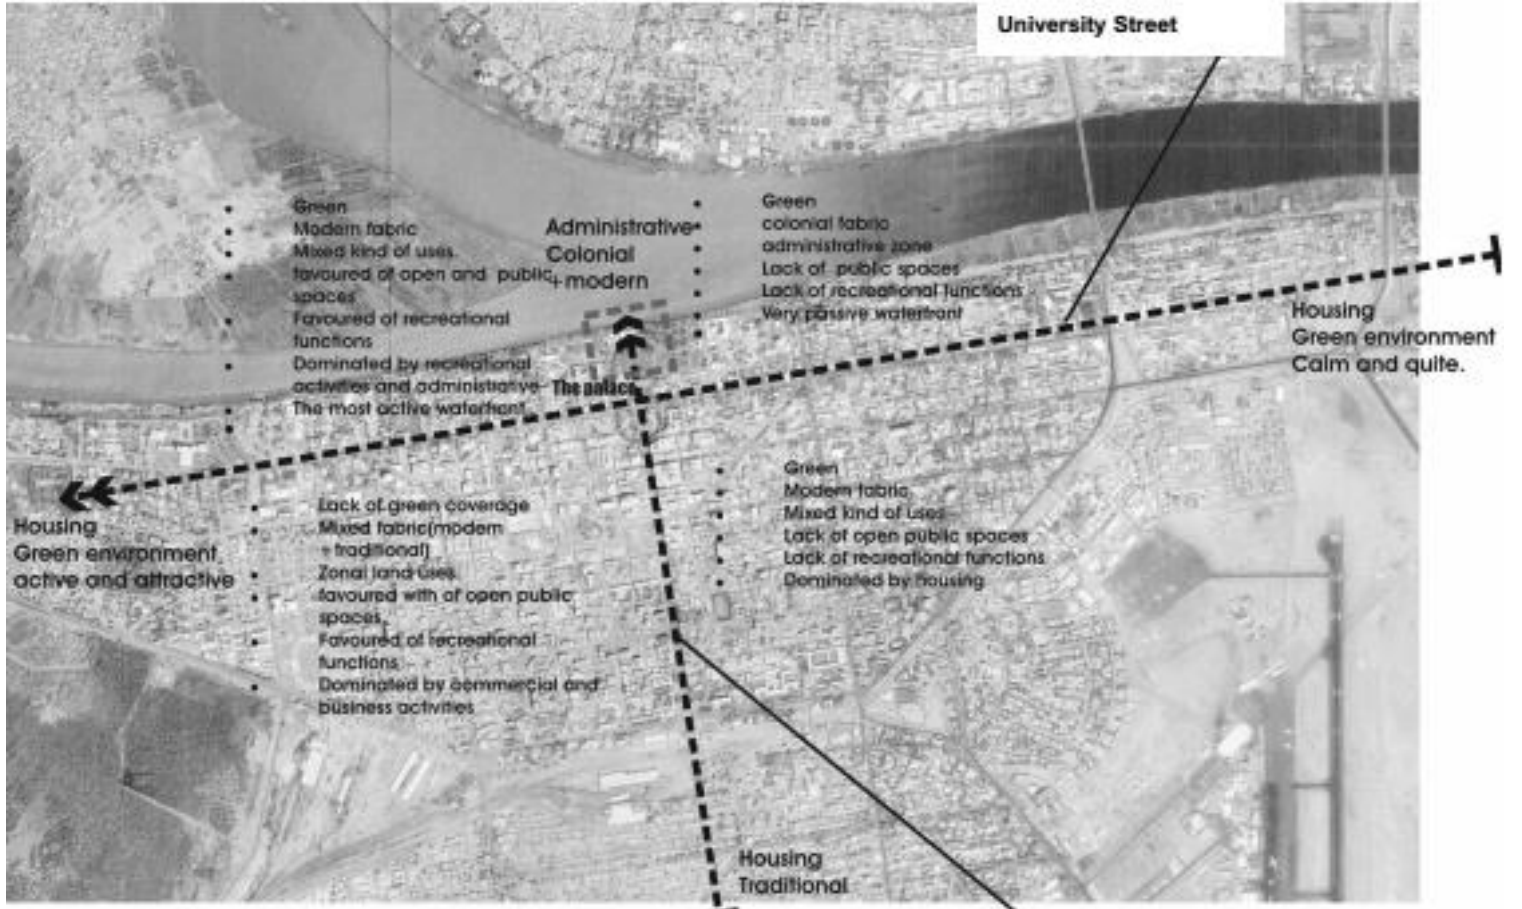 University Street
Green
Modern fabric
Mixed kind of uses.
favoured of open and public
spaces
Favoured of recreational
functions
Dominated by recreational
activities and administrative
The most active waterfront
Administrative
Colonial
+modern
Green
colonial fabric
administrative zone
Lack of public spaces
Lack of recreational functions
Very passive waterfront
The palace
Housing
Green environment
Calm and quite.
Housing
Green environment
active and attractive
Lack of green coverage
Mixed fabric(modern
+traditional)
Zonal land uses.
favoured with of open public
spaces.
Favoured of recreational
functions
Dominated by commercial and
business activities
Green
Modern fabric
Mixed kind of uses
Lack of open public spaces
Lack of recreational functions
Dominated by housing
Housing
Traditional